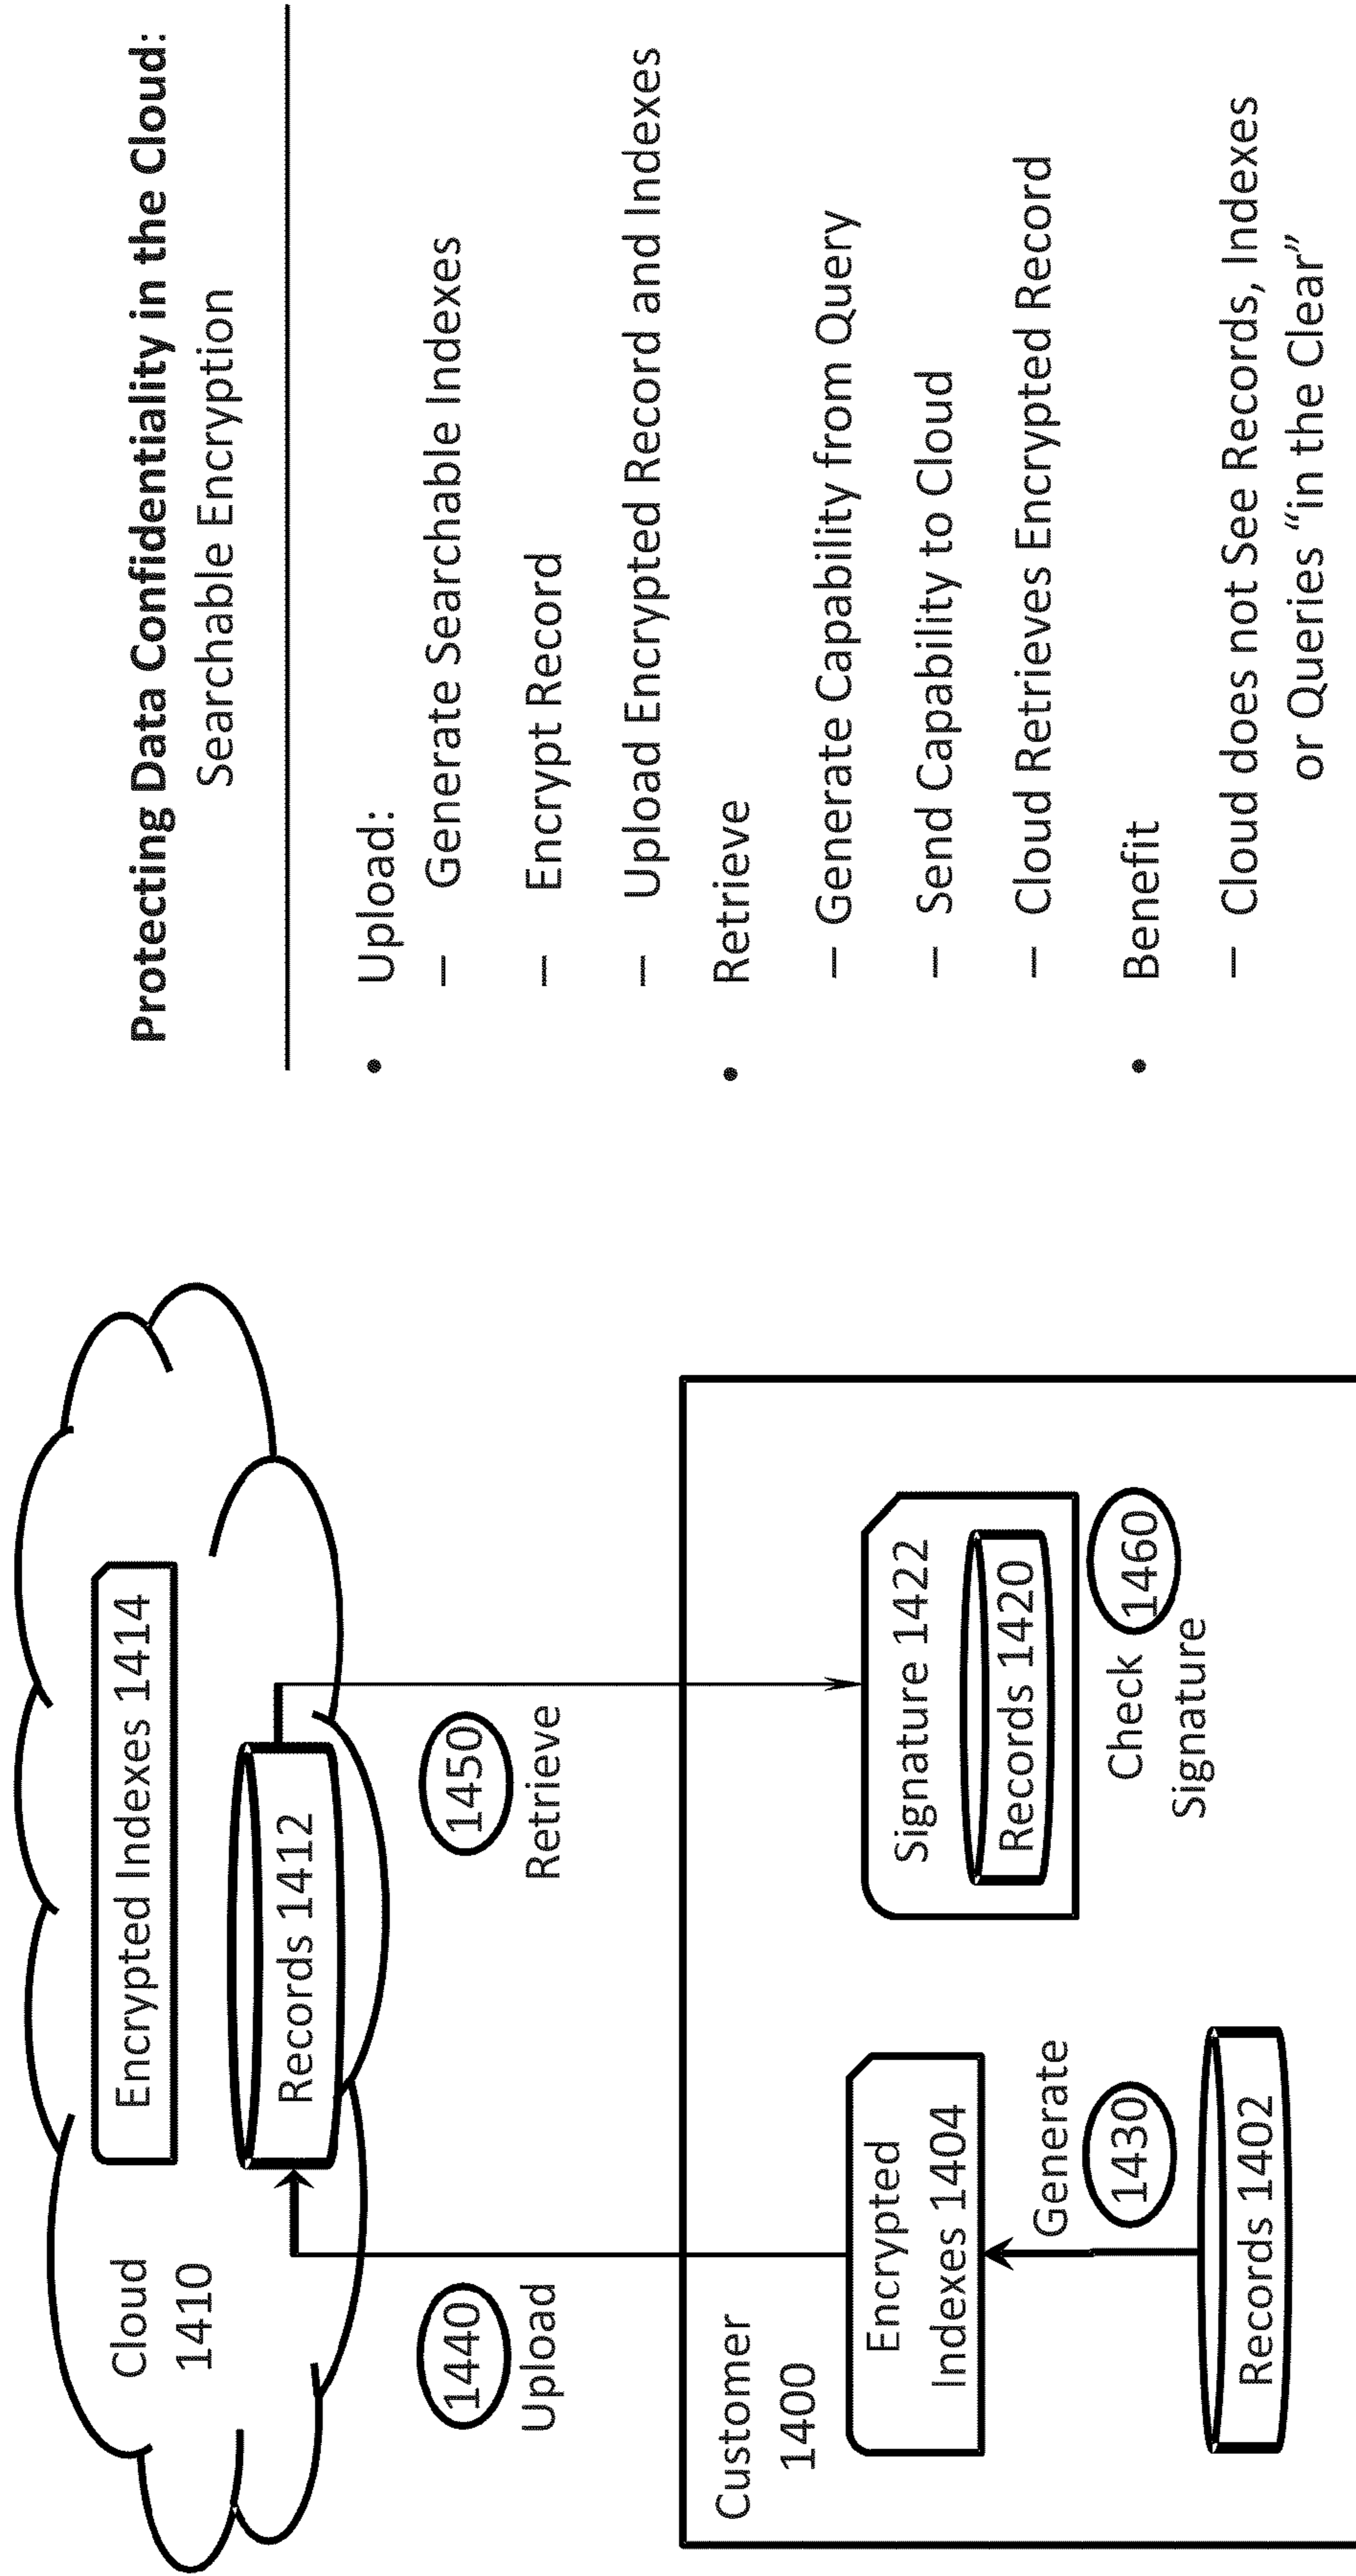 Protecting Data Confidentiality in the Cloud:
Searchable Encryption
• Upload:
– Generate Searchable Indexes
– Encrypt Record
– Upload Encrypted Record and Indexes
• Retrieve
– Generate Capability from Query
– Send Capability to Cloud
– Cloud Retrieves Encrypted Record
• Benefit
– Cloud does not See Records, Indexes
or Queries “in the Clear”
Cloud
1410
Encrypted Indexes 1414
Records 1412
1440
Upload
1450
Retrieve
Customer
1400
Encrypted
Indexes 1404
Generate
1430
Records 1402
Signature 1422
Records 1420
Check
1460
Signature